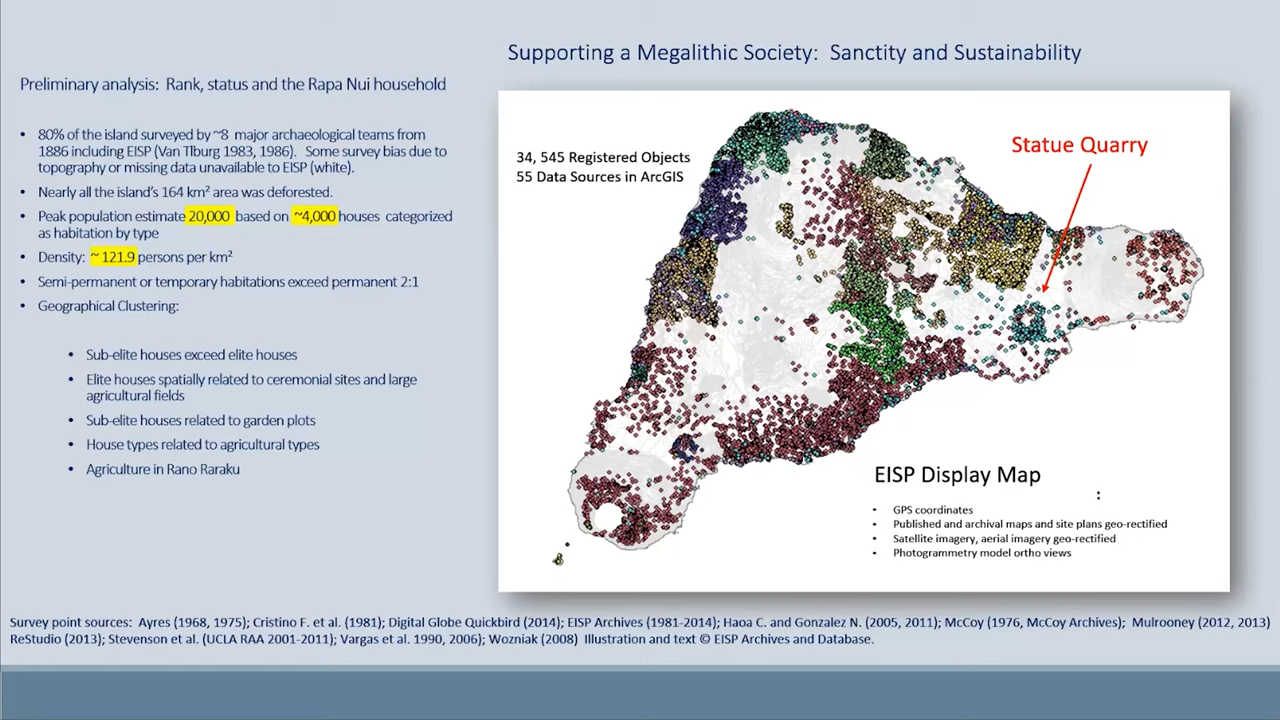 Supporting a Megalithic Society: Sanctity and Sustainability
Preliminary analysis: Rank, status and the Rapa Nui household
• 80% of the island surveyed by ~8 major archaeological teams from
1886 including EISP (Van TIburg 1983, 1986). Some survey bias due to
topography or missing data unavailable to EISP (white).
• Nearly all the island's 164 km² area was deforested.
• Peak population estimate 20,000 based on ~4,000 houses categorized
as habitation by type
• Density: ~ 121.9 persons per km²
• Semi-permanent or temporary habitations exceed permanent 2:1
• Geographical Clustering:
• Sub-elite houses exceed elite houses
• Elite houses spatially related to ceremonial sites and large
agricultural fields
• Sub-elite houses related to garden plots
• House types related to agricultural types
• Agriculture in Rano Raraku
34, 545 Registered Objects
55 Data Sources in ArcGIS
Statue Quarry
EISP Display Map
:
• GPS coordinates
• Published and archival maps and site plans geo-rectified
• Satellite imagery, aerial imagery geo-rectified
• Photogrammetry model ortho views
Survey point sources: Ayres (1968, 1975); Cristino F. et al. (1981); Digital Globe Quickbird (2014); EISP Archives (1981-2014); Haoa C. and Gonzalez N. (2005, 2011); McCoy (1976, McCoy Archives); Mulrooney (2012, 2013)
ReStudio (2013); Stevenson et al. (UCLA RAA 2001-2011); Vargas et al. 1990, 2006); Wozniak (2008) Illustration and text © EISP Archives and Database.